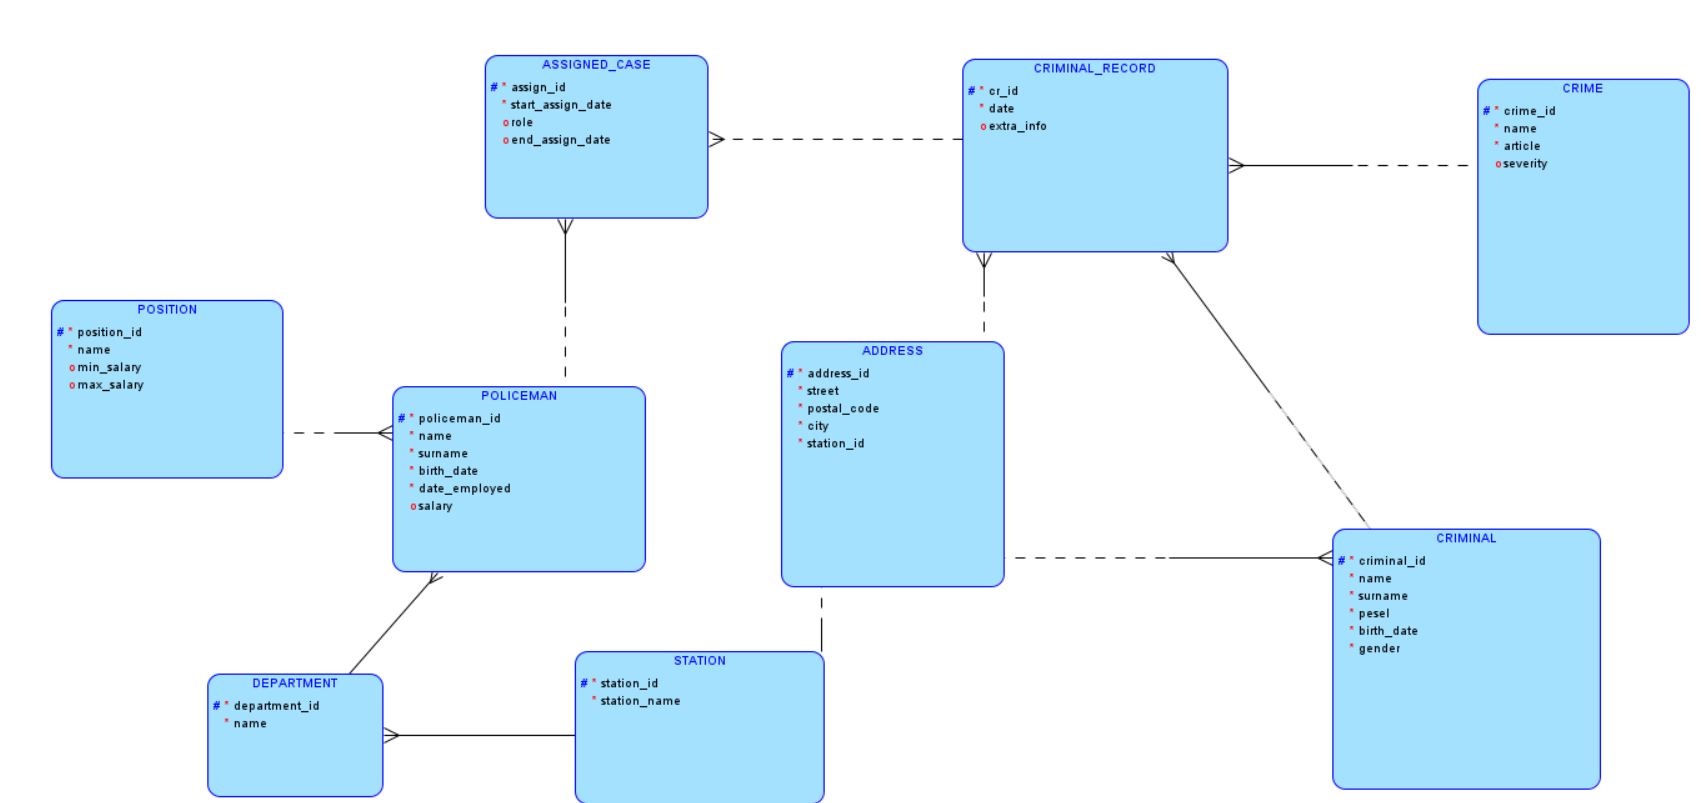 ASSIGNED_CASE
# * assign_id
* start_assign_date
o role
o end_assign_date
CRIMINAL_RECORD
# * cr_id
* date
o extra_info
CRIME
# * crime_id
* name
* article
o severity
POSITION
# * position_id
* name
o min_salary
o max_salary
POLICEMAN
# * policeman_id
* name
* surname
* birth_date
* date_employed
o salary
ADDRESS
# * address_id
* street
* postal_code
* city
* station_id
CRIMINAL
# * criminal_id
* name
* surname
* pesel
* birth_date
* gender
DEPARTMENT
# * department_id
* name
STATION
# * station_id
* station_name